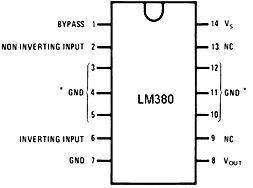 BYPASS 1 14 VS
NON INVERTING INPUT 2 13 NC
3 12
* GND 4 LM380 11 GND *
5 10
INVERTING INPUT 6 9 NC
GND 7 8 VOUT